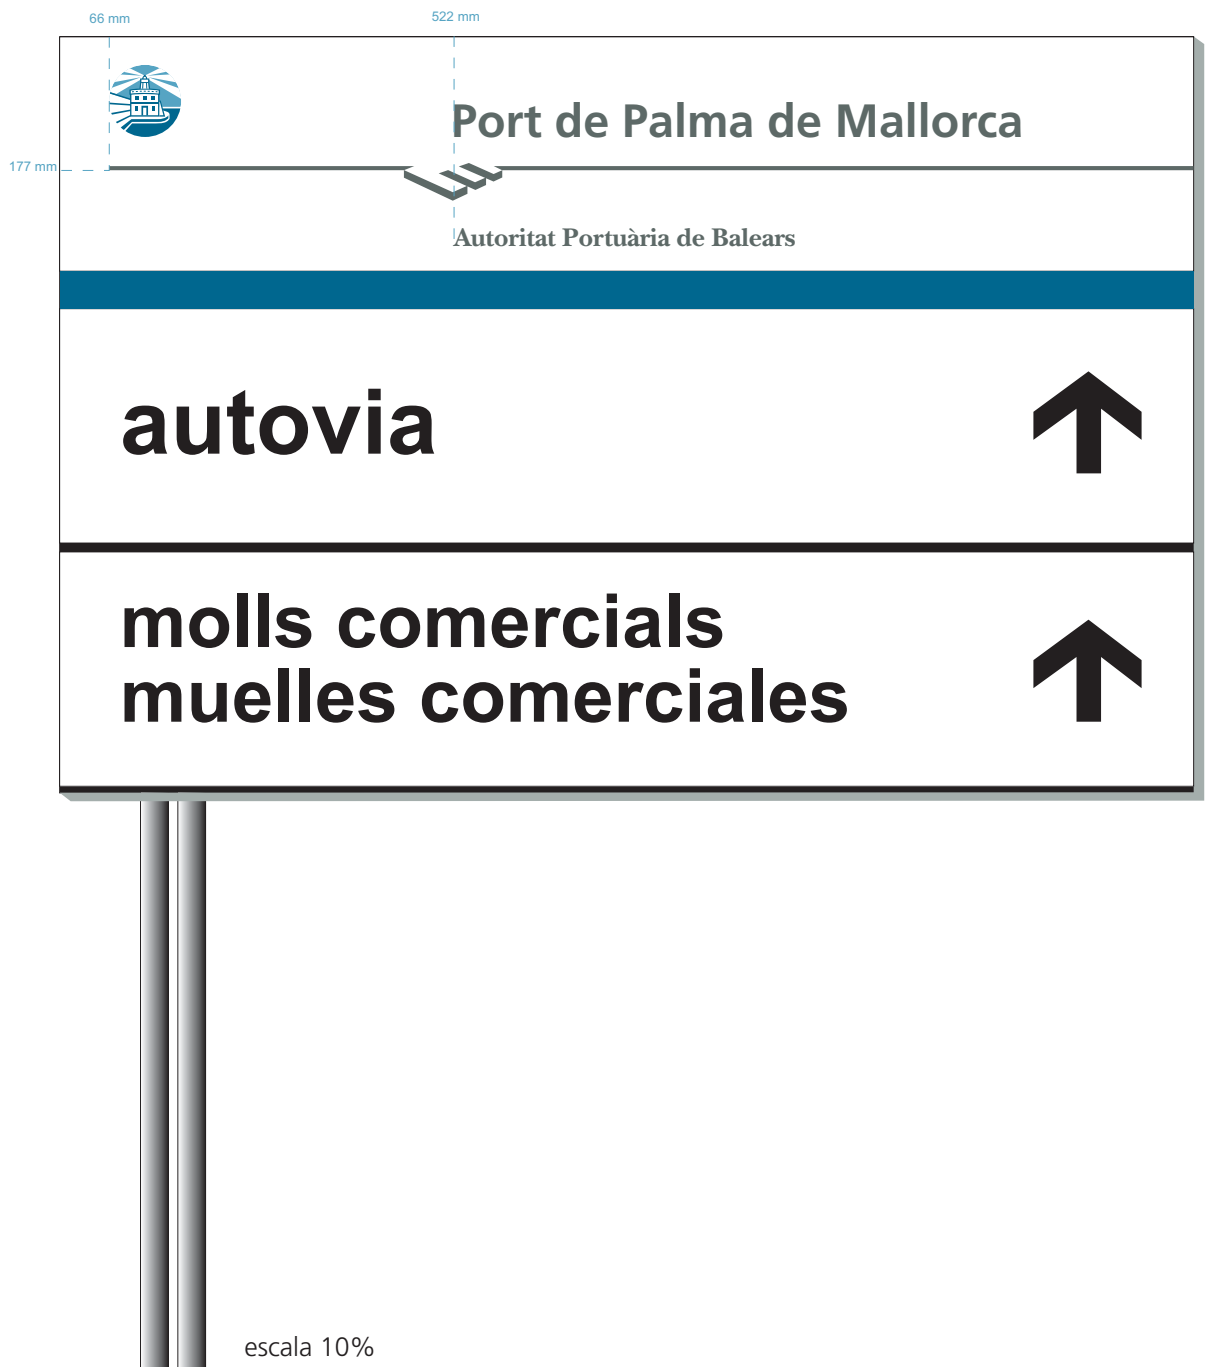 66 mm
522 mm
Port de Palma de Mallorca
177 mm
Autoritat Portuària de Balears
autovia
molls comercials
muelles comerciales
escala 10%